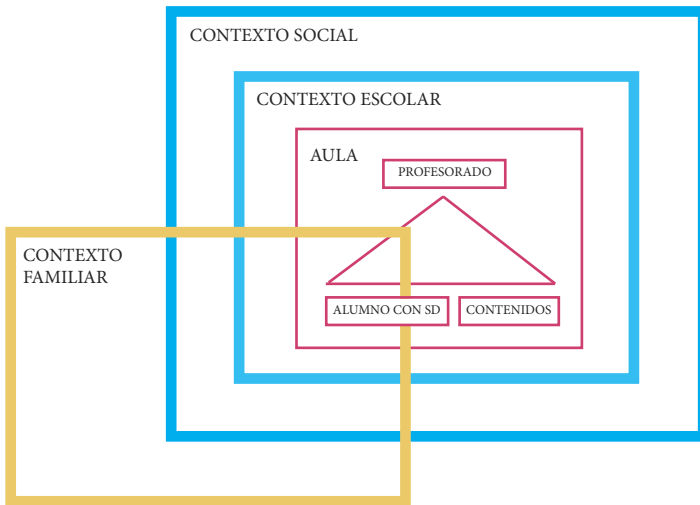 CONTEXTO SOCIAL
CONTEXTO ESCOLAR
AULA
PROFESORADO
CONTEXTO
FAMILIAR
ALUMNO CON SD
CONTENIDOS